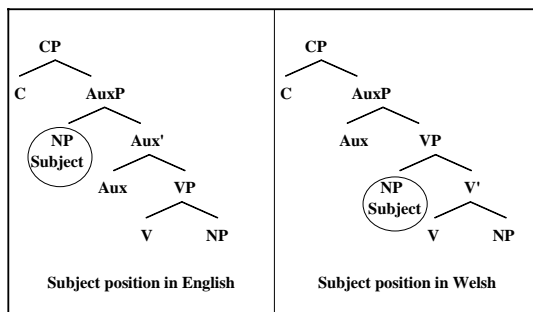 CP
C AuxP
NP Aux'
Subject
Aux VP
V NP
Subject position in English
CP
C AuxP
Aux VP
NP V'
Subject
V NP
Subject position in Welsh